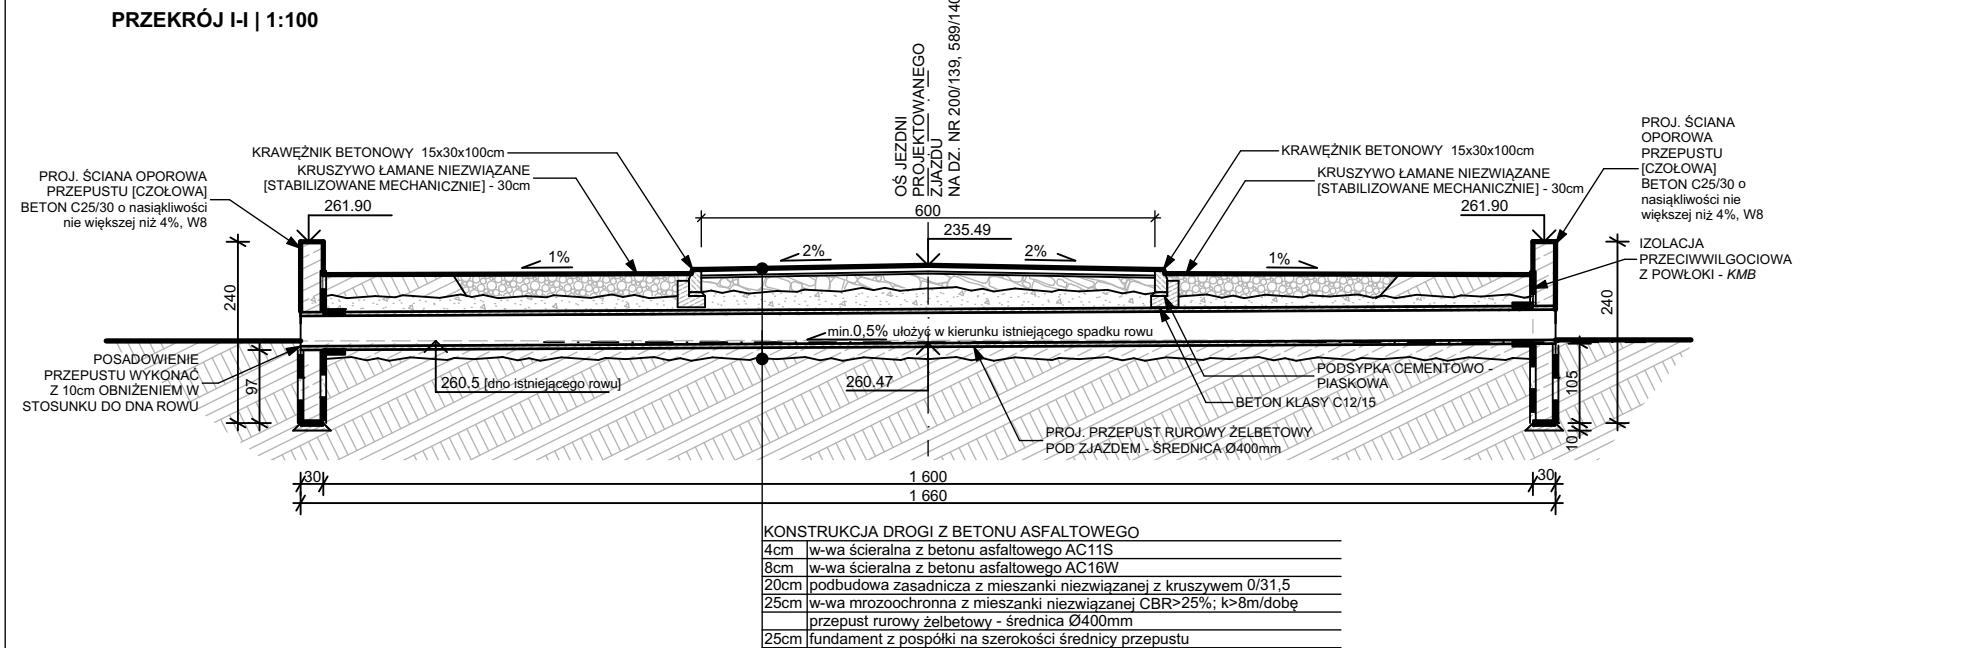 PRZEKRÓJ I-I | 1:100
OŚ JEZDNI
PROJEKTOWANEGO
ZJAZDU
NA DZ. NR 200/139, 589/140
KRAWĘŻNIK BETONOWY 15x30x100cm
KRUSZYWO ŁAMANE NIEZWIĄZANE
[STABILIZOWANE MECHANICZNIE] - 30cm
PROJ. ŚCIANA OPOROWA
PRZEPUSTU [CZOŁOWA]
BETON C25/30 o nasiąkliwości
nie większej niż 4%, W8
261.90
600
235.49
KRAWĘŻNIK BETONOWY 15x30x100cm
KRUSZYWO ŁAMANE NIEZWIĄZANE
[STABILIZOWANE MECHANICZNIE] - 30cm
261.90
PROJ. ŚCIANA
OPOROWA
PRZEPUSTU
[CZOŁOWA]
BETON C25/30 o
nasiąkliwości nie
większej niż 4%, W8
IZOLACJA
PRZECIWWILGOCIOWA
Z POWŁOKI - KMB
1%
2%
2%
1%
240
240
min.0,5% ułożyć w kierunku istniejącego spadku rowu
POSADOWIENIE
PRZEPUSTU WYKONAĆ
Z 10cm OBNIŻENIEM W
STOSUNKU DO DNA ROWU
97
260.5 [dno istniejącego rowu]
260.47
PODSYPKA CEMENTOWO -
PIASKOWA
BETON KLASY C12/15
105
10
PROJ. PRZEPUST RUROWY ŻELBETOWY
POD ZJAZDEM - ŚREDNICA Ø400mm
30
1 600
30
1 660
KONSTRUKCJA DROGI Z BETONU ASFALTOWEGO
4cm w-wa ścieralna z betonu asfaltowego AC11S
8cm w-wa ścieralna z betonu asfaltowego AC16W
20cm podbudowa zasadnicza z mieszanki niezwiązanej z kruszywem 0/31,5
25cm w-wa mrozoochronna z mieszanki niezwiązanej CBR>25%; k>8m/dobę
przepust rurowy żelbetowy - średnica Ø400mm
25cm fundament z pospółki na szerokości średnicy przepustu